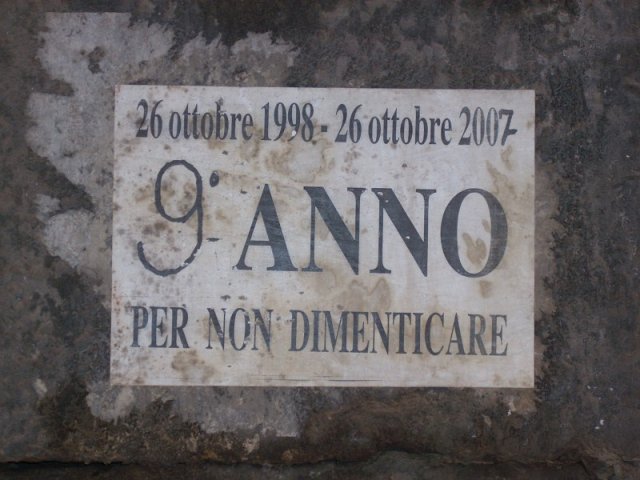 26 ottobre 1998 - 26 ottobre 2007
9° ANNO
PER NON DIMENTICARE